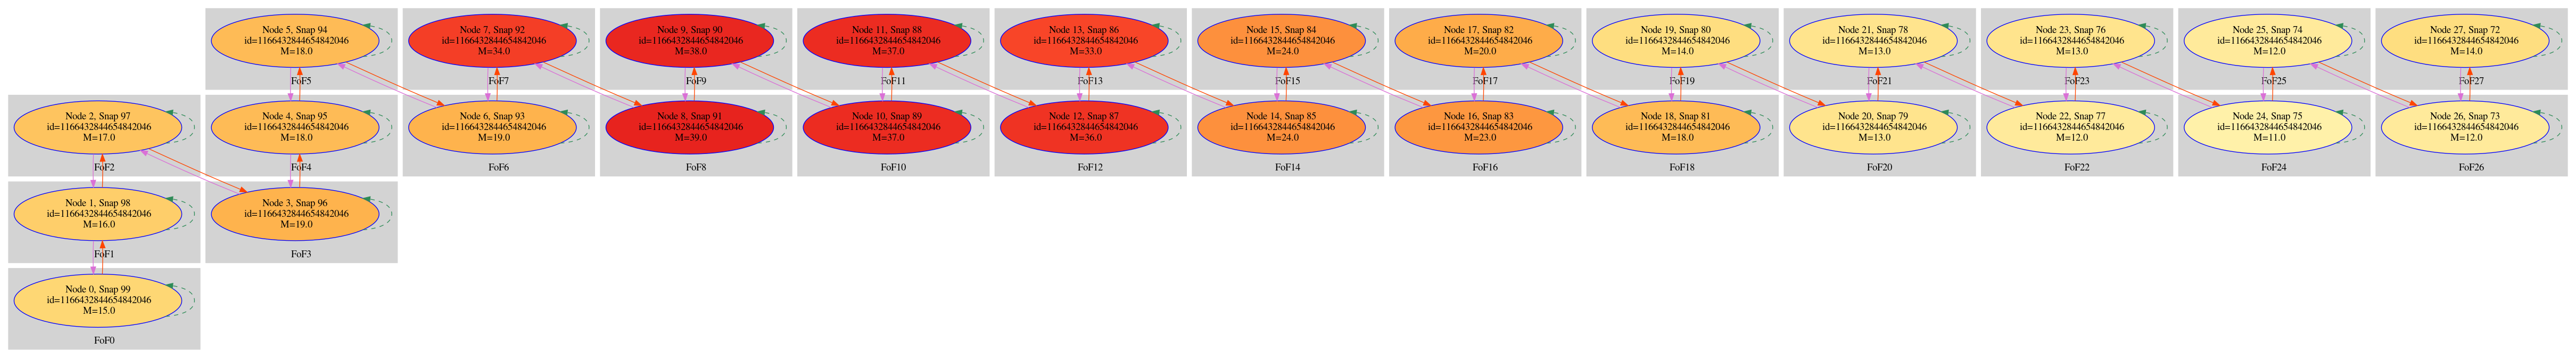 Node 5, Snap 94
id=1166432844654842046
M=18.0
FoF5
Node 7, Snap 92
id=1166432844654842046
M=34.0
FoF7
Node 9, Snap 90
id=1166432844654842046
M=38.0
FoF9
Node 11, Snap 88
id=1166432844654842046
M=37.0
FoF11
Node 13, Snap 86
id=1166432844654842046
M=33.0
FoF13
Node 15, Snap 84
id=1166432844654842046
M=24.0
FoF15
Node 17, Snap 82
id=1166432844654842046
M=20.0
FoF17
Node 19, Snap 80
id=1166432844654842046
M=14.0
FoF19
Node 21, Snap 78
id=1166432844654842046
M=13.0
FoF21
Node 23, Snap 76
id=1166432844654842046
M=13.0
FoF23
Node 25, Snap 74
id=1166432844654842046
M=12.0
FoF25
Node 27, Snap 72
id=1166432844654842046
M=14.0
FoF27
Node 2, Snap 97
id=1166432844654842046
M=17.0
FoF2
Node 4, Snap 95
id=1166432844654842046
M=18.0
FoF4
Node 6, Snap 93
id=1166432844654842046
M=19.0
FoF6
Node 8, Snap 91
id=1166432844654842046
M=39.0
FoF8
Node 10, Snap 89
id=1166432844654842046
M=37.0
FoF10
Node 12, Snap 87
id=1166432844654842046
M=36.0
FoF12
Node 14, Snap 85
id=1166432844654842046
M=24.0
FoF14
Node 16, Snap 83
id=1166432844654842046
M=23.0
FoF16
Node 18, Snap 81
id=1166432844654842046
M=18.0
FoF18
Node 20, Snap 79
id=1166432844654842046
M=13.0
FoF20
Node 22, Snap 77
id=1166432844654842046
M=12.0
FoF22
Node 24, Snap 75
id=1166432844654842046
M=11.0
FoF24
Node 26, Snap 73
id=1166432844654842046
M=12.0
FoF26
Node 1, Snap 98
id=1166432844654842046
M=16.0
FoF1
Node 3, Snap 96
id=1166432844654842046
M=19.0
FoF3
Node 0, Snap 99
id=1166432844654842046
M=15.0
FoF0